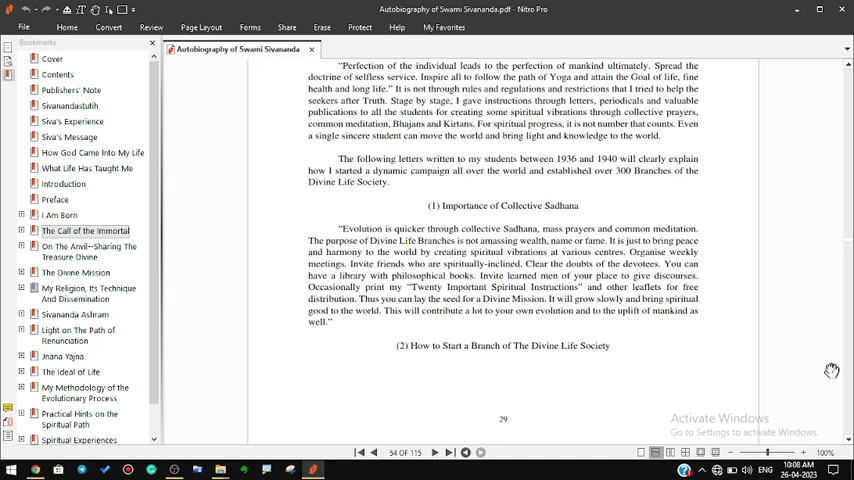 Autobiography of Swami Sivananda.pdf - Nitro Pro
File Home Convert Review Page Layout Forms Share Erase Protect Help My Favorites
Bookmarks
Autobiography of Swami Sivananda
Cover
Contents
Publishers' Note
Sivanandastuth
Siva's Experience
Siva's Message
How God Came Into My Life
What Life Has Taught Me
Introduction
Preface
I Am Born
The Call of the Immortal
On The Anvil--Sharing The
Treasure Divine
The Divine Mission
My Religion, Its Technique
And Dissemination
Sivananda Ashram
Light on The Path of
Renunciation
Jnana Yajna
The Ideal of Life
My Methodology of the
Evolutionary Process
Practical Hints on the
Spiritual Path
Spiritual Experiences
"Perfection of the individual leads to the perfection of mankind ultimately. Spread the
doctrine of selfless service. Inspire all to follow the path of Yoga and attain the Goal of life, fine
health and long life." It is not through rules and regulations and restrictions that I tried to help the
seekers after Truth. Stage by stage, I gave instructions through letters, periodicals and valuable
publications to all the students for creating some spiritual vibrations through collective prayers,
common meditation, Bhajans and Kirtans. For spiritual progress, it is not number that counts. Even
a single sincere student can move the world and bring light and knowledge to the world.
The following letters written to my students between 1936 and 1940 will clearly explain
how I started a dynamic campaign all over the world and established over 300 Branches of the
Divine Life Society.
(1) Importance of Collective Sadhana
"Evolution is quicker through collective Sadhana, mass prayers and common meditation.
The purpose of Divine Life Branches is not amassing wealth, name or fame. It is just to bring peace
and harmony to the world by creating spiritual vibrations at various centres. Organise weekly
meetings. Invite friends who are spiritually-inclined. Clear the doubts of the devotees. You can
have a library with philosophical books. Invite learned men of your place to give discourses.
Occasionally print my "Twenty Important Spiritual Instructions" and other leaflets for free
distribution. Thus you can lay the seed for a Divine Mission. It will grow slowly and bring spiritual
good to the world. This will contribute a lot to your own evolution and to the uplift of mankind as
well."
(2) How to Start a Branch of The Divine Life Society
29
Activate Windows
Go to Settings to activate Windows.
54 OF 115
100%
ENG
10:08 AM
26-04-2023